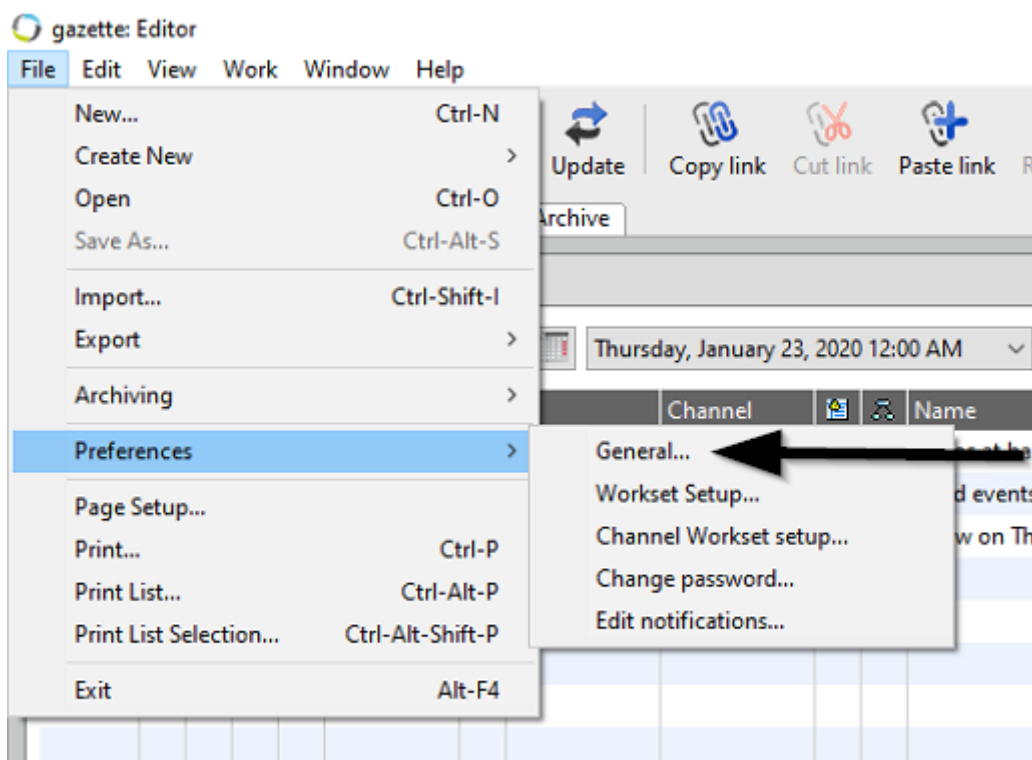 gazette: Editor
File Edit View Work Window Help
New... Ctrl-N
Create New
Open Ctrl-O
Save As... Ctrl-Alt-S
Import... Ctrl-Shift-I
Export
Archiving
Preferences
Page Setup...
Print... Ctrl-P
Print List... Ctrl-Alt-P
Print List Selection... Ctrl-Alt-Shift-P
Exit Alt-F4
Update Copy link Cut link Paste link
Archive
Thursday, January 23, 2020 12:00 AM
Channel Name
General...
Workset Setup...
Channel Workset setup...
Change password...
Edit notifications...
at
events
on